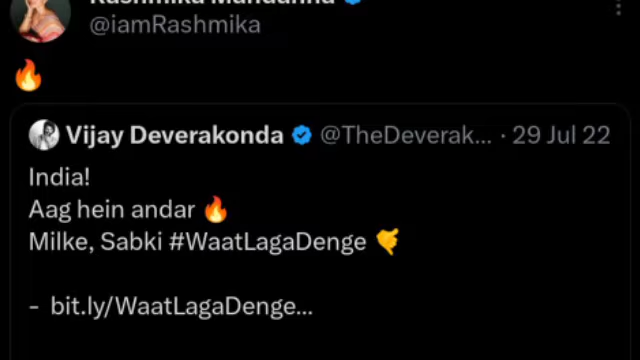 Rashmika Mandanna
@iamRashmika
🔥
Vijay Deverakonda @TheDeverak... · 29 Jul 22
India!
Aag hein andar 🔥
Milke, Sabki #WaatLagaDenge 🤙
- bit.ly/WaatLagaDenge...